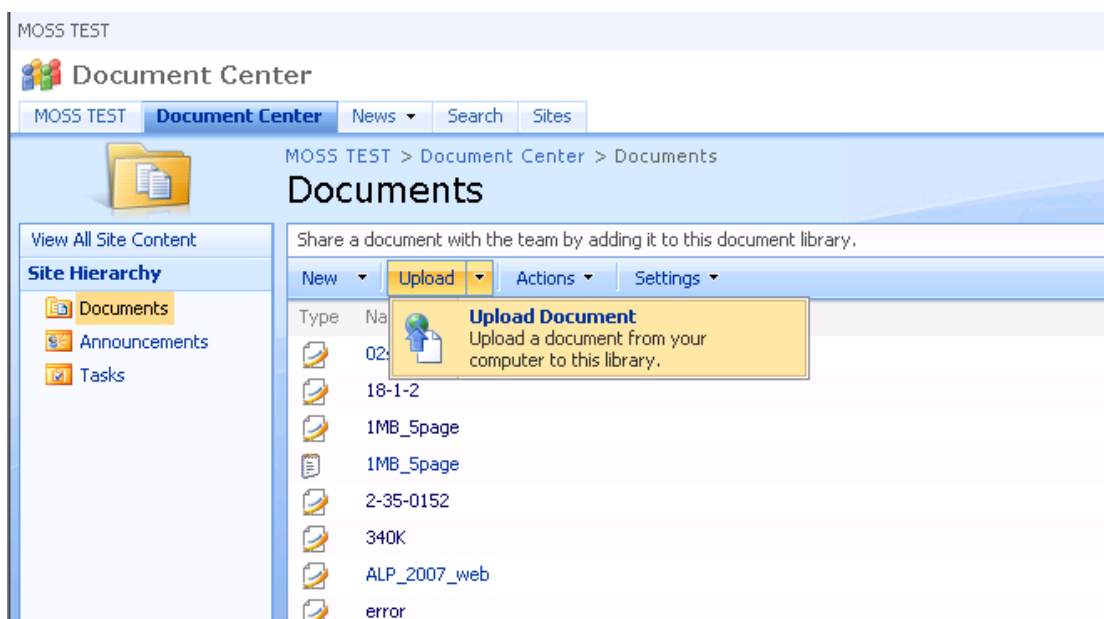 MOSS TEST
Document Center
MOSS TEST Document Center News Search Sites
MOSS TEST > Document Center > Documents
Documents
View All Site Content
Share a document with the team by adding it to this document library.
Site Hierarchy
New Upload Actions Settings
Documents
Announcements
Tasks
Upload Document
Upload a document from your
computer to this library.
Type
18-1-2
1MB_5page
1MB_5page
2-35-0152
340K
ALP_2007_web
error